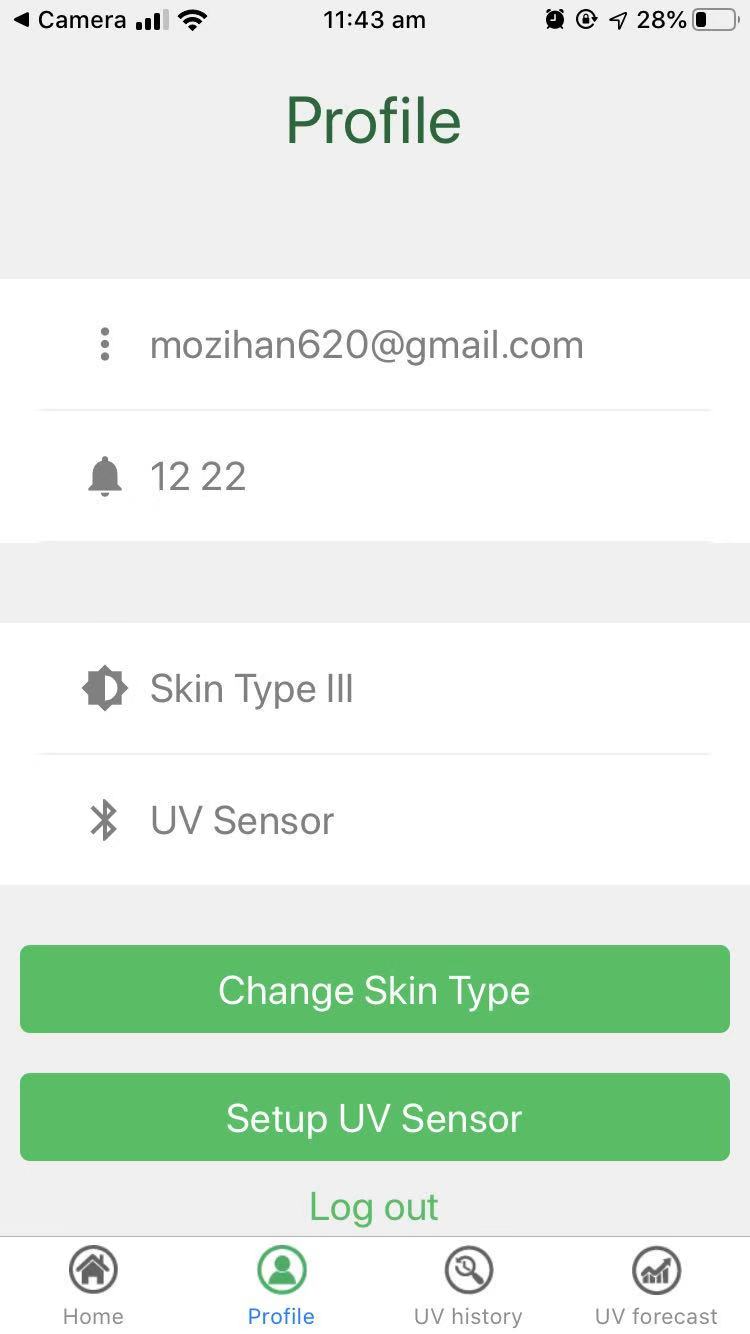 Camera 11:43 am 28%
Profile
mozihan620@gmail.com
12 22
Skin Type III
UV Sensor
Change Skin Type
Setup UV Sensor
Log out
Home Profile UV history UV forecast